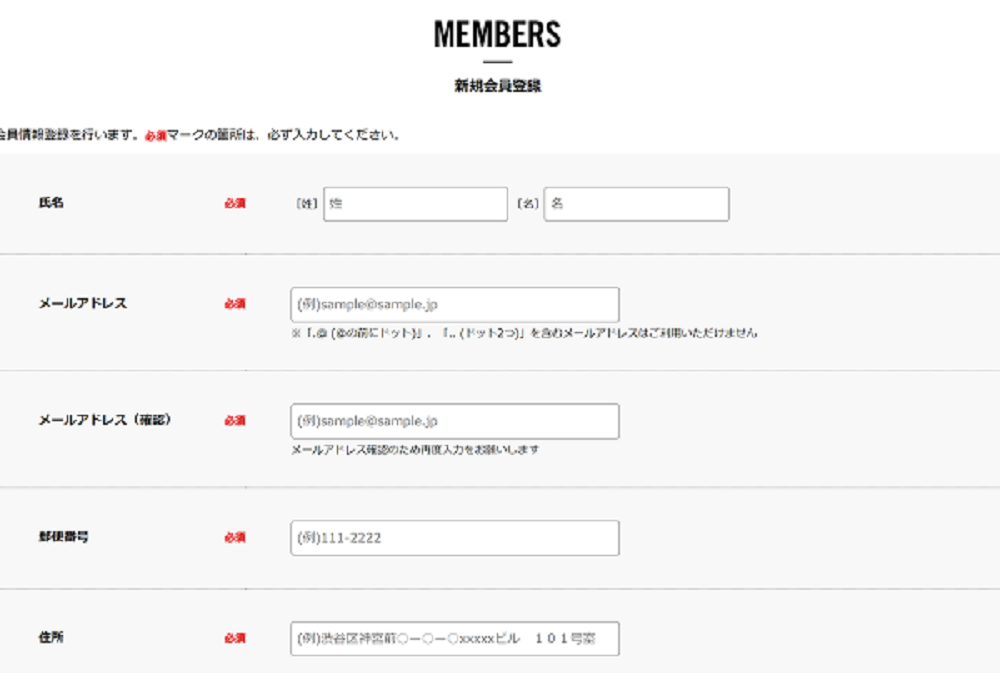 MEMBERS
新規会員登録
会員情報登録を行います。必須マークの箇所は、必ず入力してください。
氏名 必須 [姓] 姓 [名] 名
メールアドレス 必須 (例)sample@sample.jp
※「.@ (@の前にドット)」, 「.. (ドット2つ)」を含むメールアドレスはご利用いただけません
メールアドレス（確認） 必須 (例)sample@sample.jp
メールアドレス確認のため再度入力をお願いします
郵便番号 必須 (例)111-2222
住所 必須 (例)渋谷区神宮前○ー○ー○xxxxxビル　１０１号室